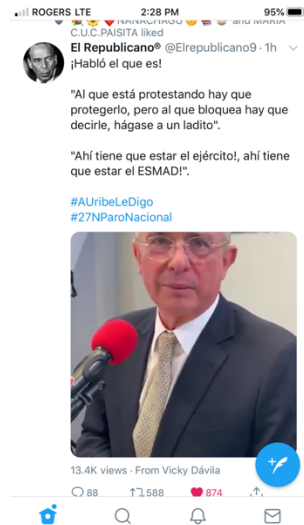 ROGERS LTE 2:28 PM 95%
NANACHAGU and MARIA
C.U.C.PAISITA liked
El Republicano® @Elrepublicano9 · 1h
¡Habló el que es!
"Al que está protestando hay que
protegerlo, pero al que bloquea hay que
decirle, hágase a un ladito".
"Ahí tiene que estar el ejército!, ahí tiene
que estar el ESMAD!".
#AUribeLeDigo
#27NParoNacional
13.4K views · From Vicky Dávila
88 588 874